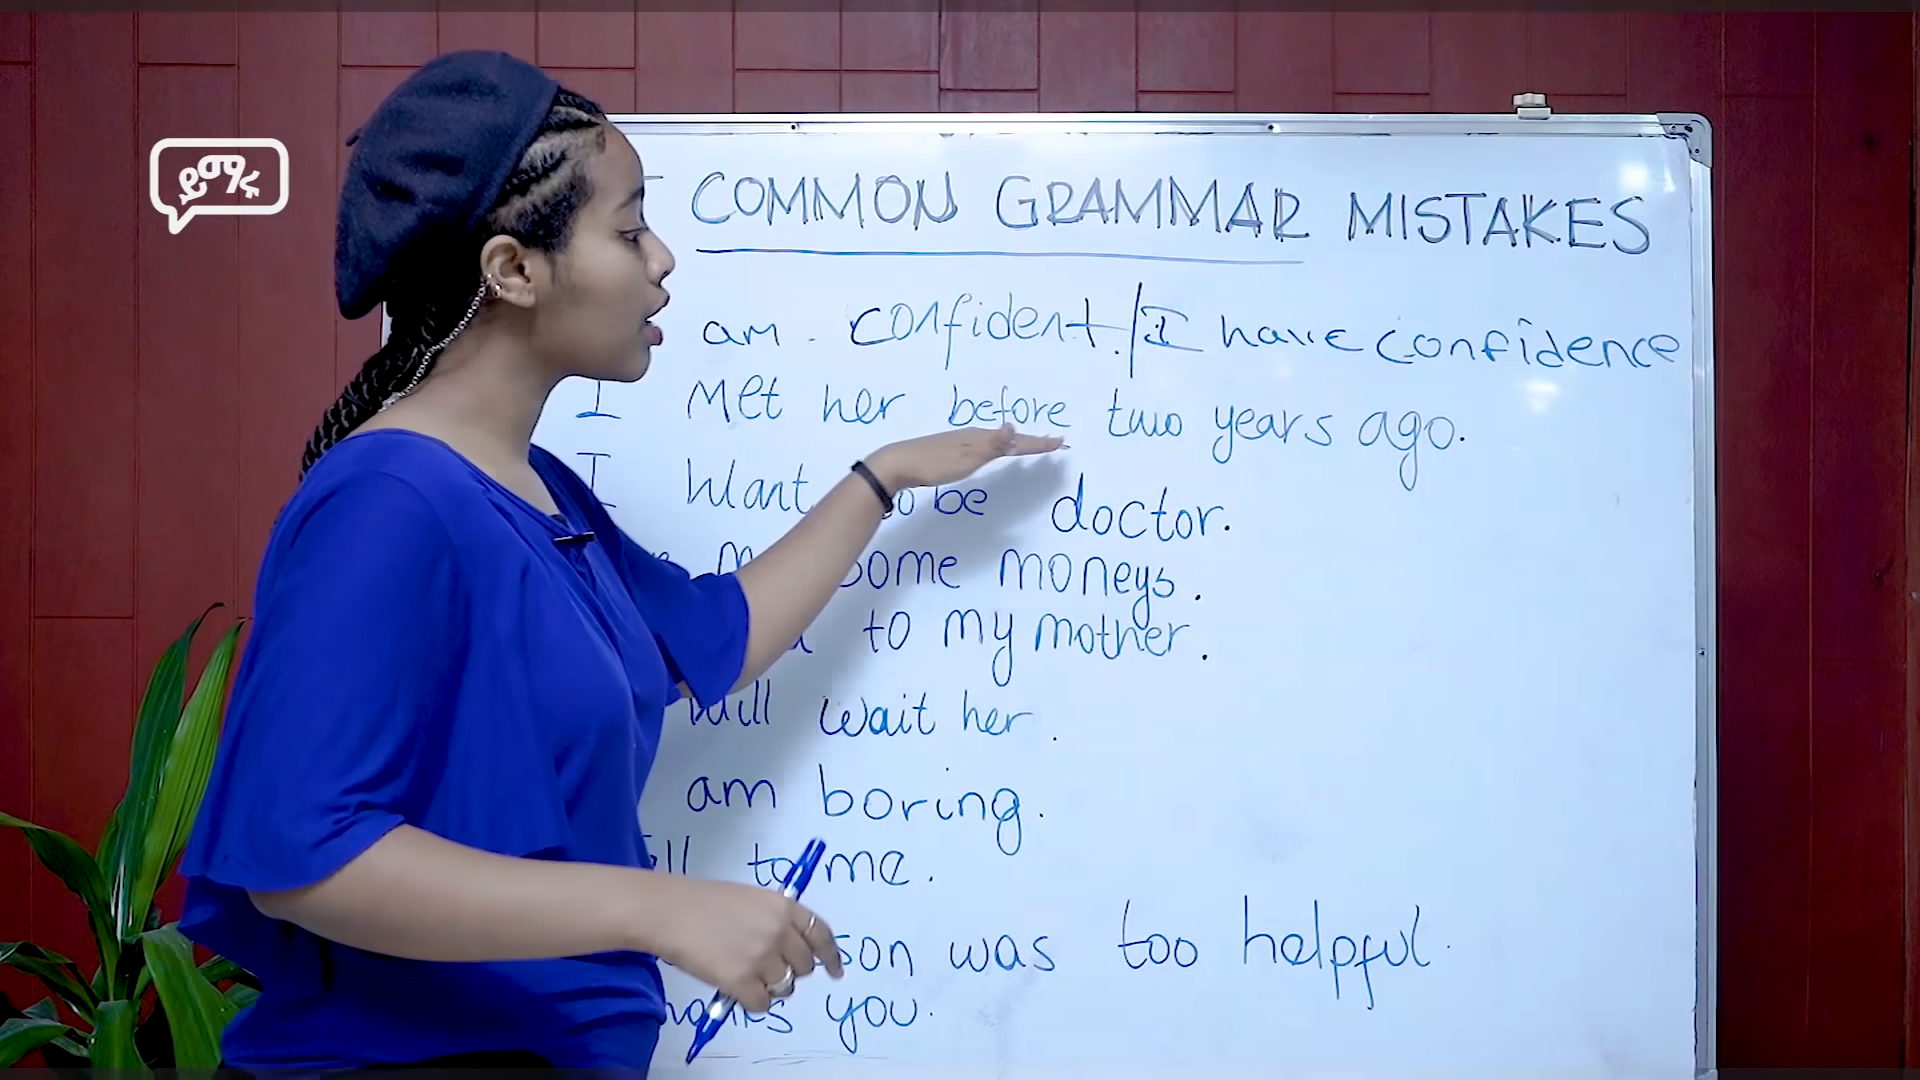 ይማሩ
COMMON GRAMMAR MISTAKES
am confident. / I have confidence
I Met her before two years ago.
I Want to be doctor.
some moneys.
to my mother.
will wait her.
am boring.
to me.
was too helpful.
you.